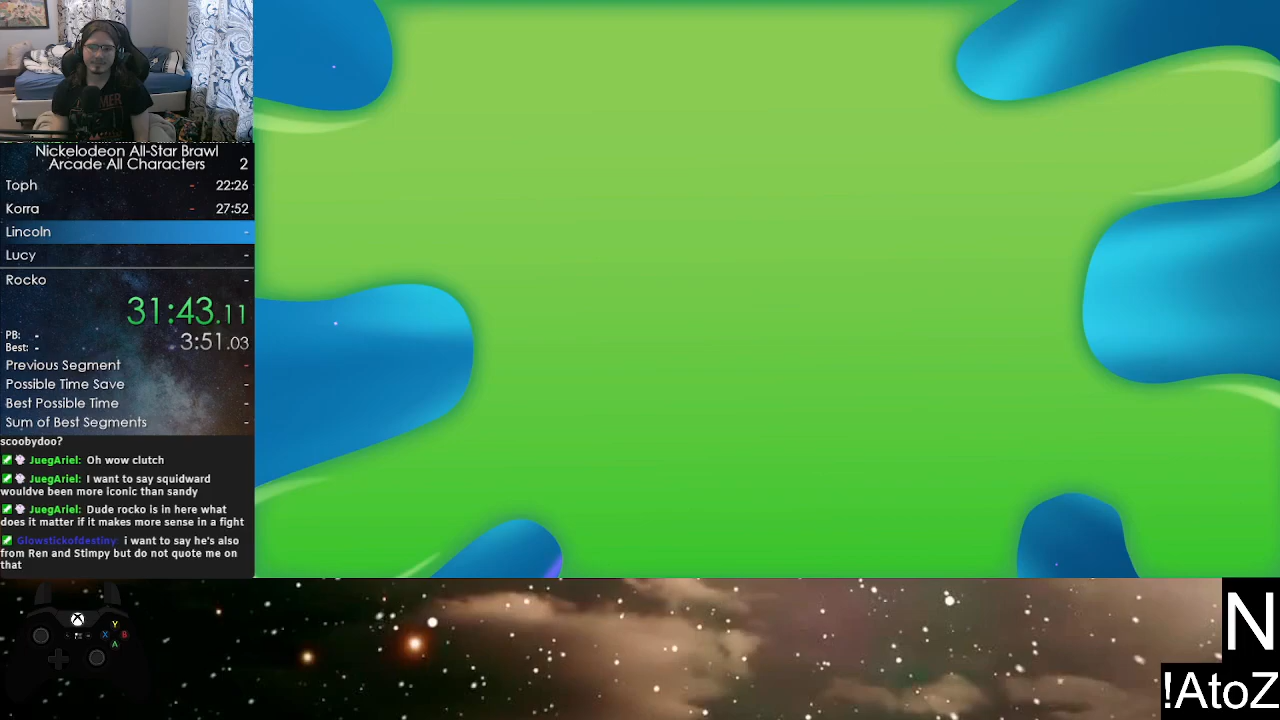 Nickelodeon All-Star Brawl
Arcade All Characters 2
Toph - 22:26
Korra - 27:52
Lincoln -
Lucy -
Rocko -
31:43.11
PB: - 3:51.03
Best: -
Previous Segment -
Possible Time Save -
Best Possible Time -
Sum of Best Segments -
scoobydoo?
JuegAriel: Oh wow clutch
JuegAriel: I want to say squidward
wouldve been more iconic than sandy
JuegAriel: Dude rocko is in here what
does it matter if it makes more sense in a fight
Glowstickofdestiny: i want to say he's also
from Ren and Stimpy but do not quote me on
that
Y
X B
A
N
!AtoZ